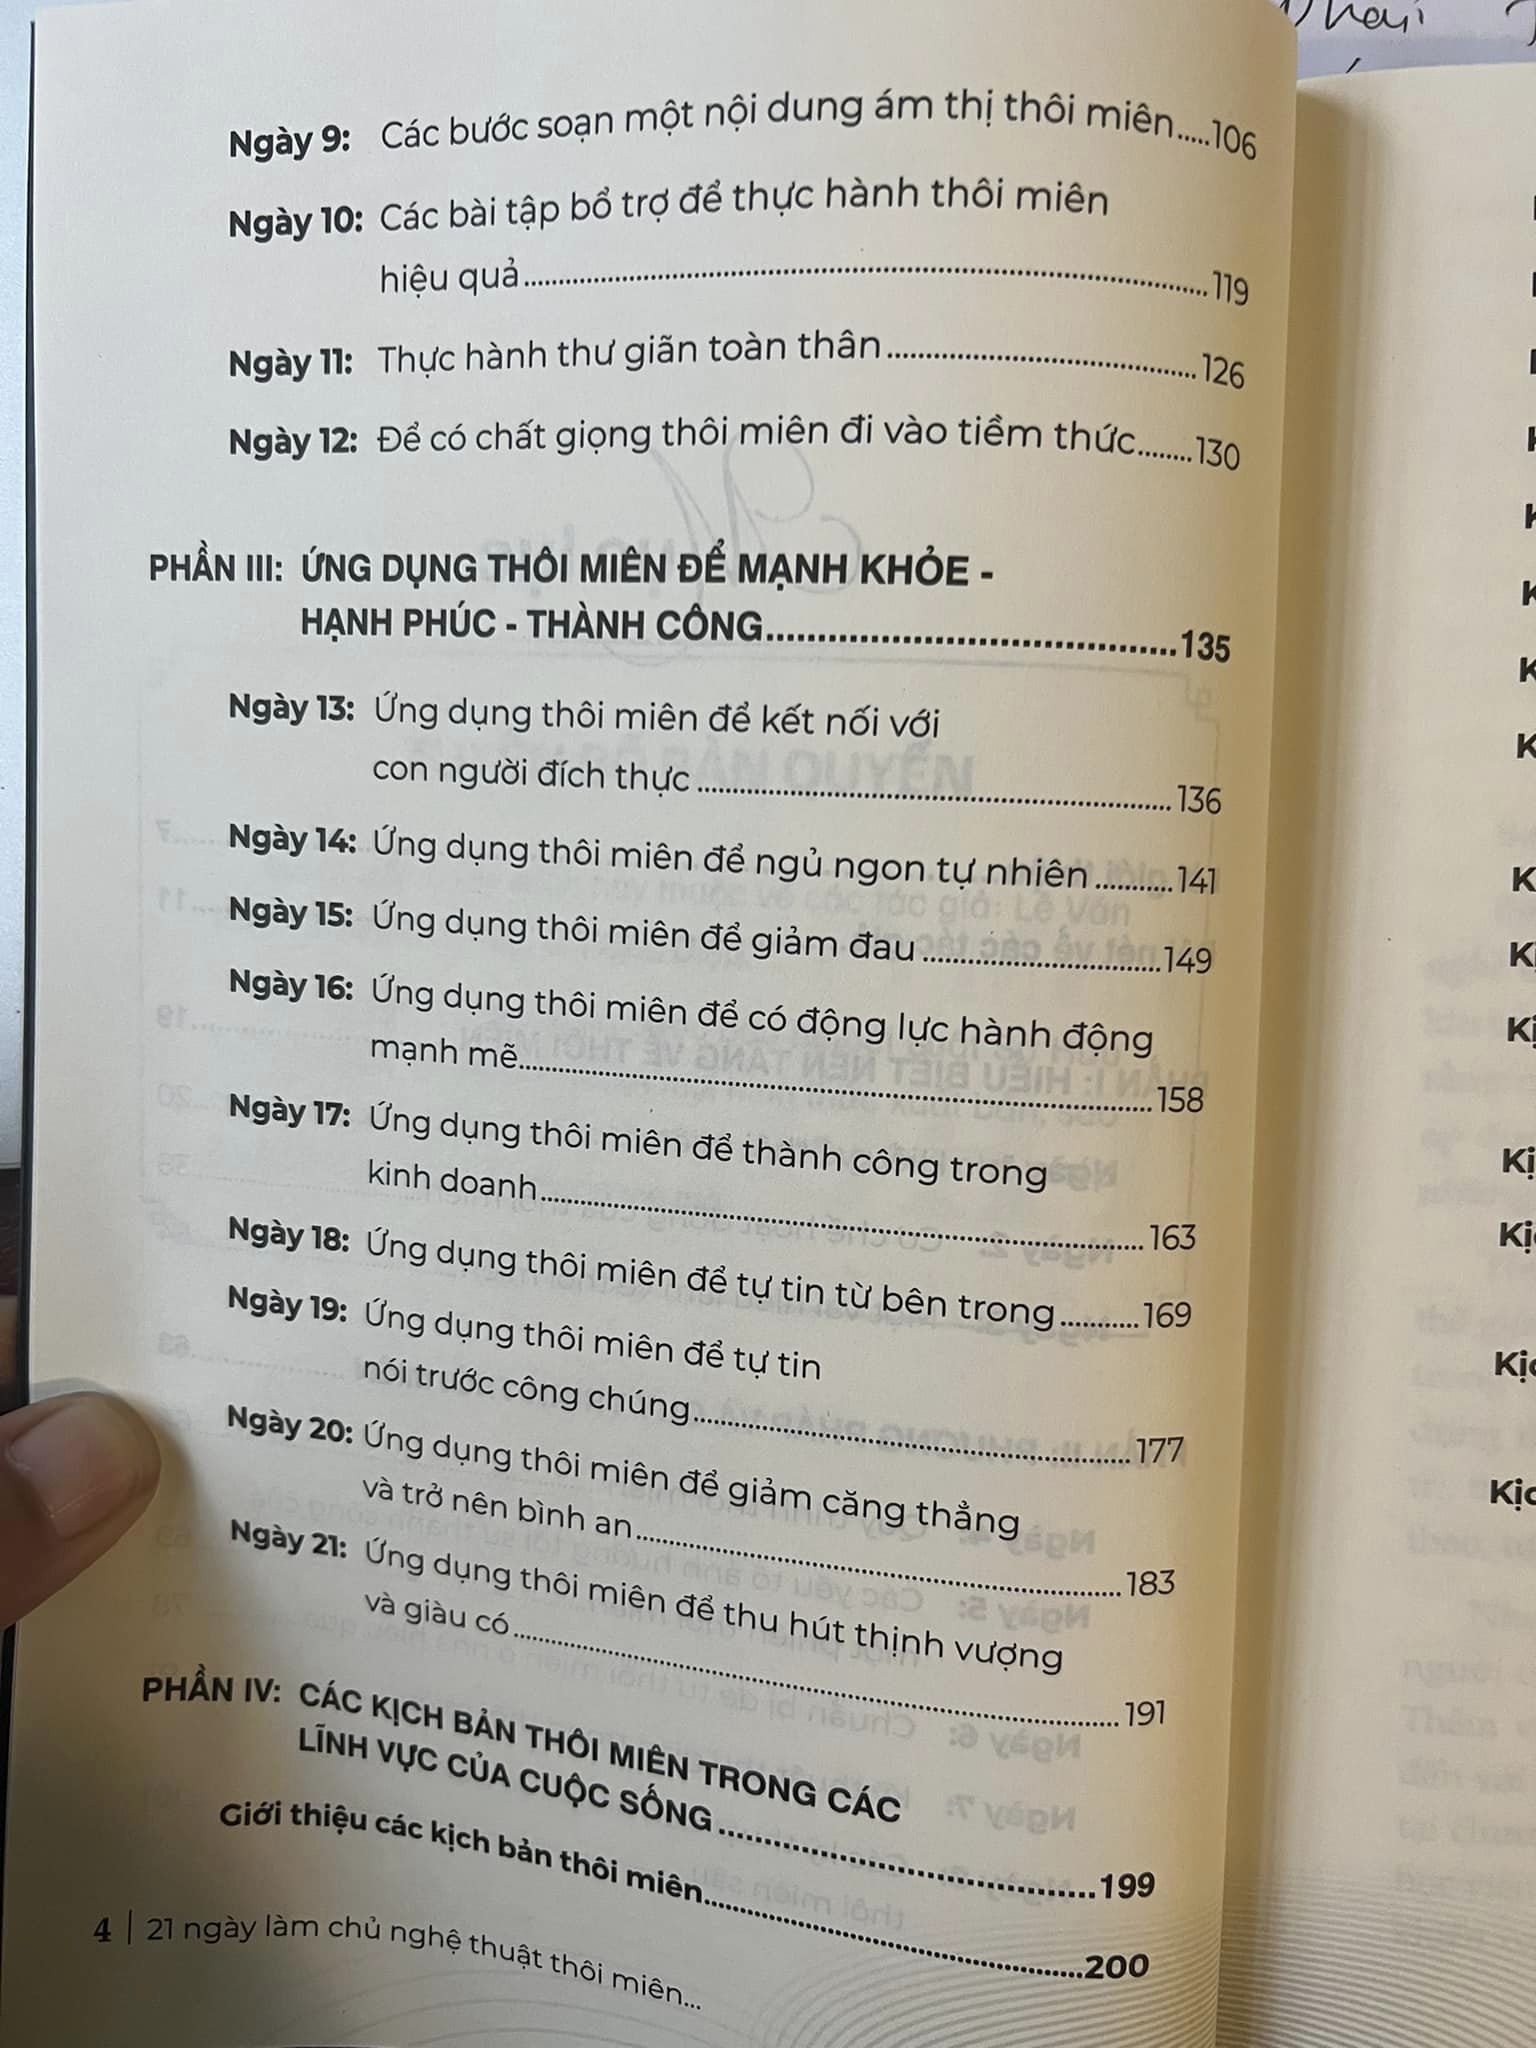 Ngày 9: Các bước soạn một nội dung ám thị thôi miên.....106
Ngày 10: Các bài tập bổ trợ để thực hành thôi miên
hiệu quả..........119
Ngày 11: Thực hành thư giãn toàn thân..........126
Ngày 12: Để có chất giọng thôi miên đi vào tiềm thức........130
PHẦN III: ỨNG DỤNG THÔI MIÊN ĐỂ MẠNH KHỎE -
HẠNH PHÚC - THÀNH CÔNG..........135
Ngày 13: Ứng dụng thôi miên để kết nối với
con người đích thực..........136
Ngày 14: Ứng dụng thôi miên để ngủ ngon tự nhiên...........141
Ngày 15: Ứng dụng thôi miên để giảm đau..........149
Ngày 16: Ứng dụng thôi miên để có động lực hành động
mạnh mẽ..........158
Ngày 17: Ứng dụng thôi miên để thành công trong
kinh doanh..........163
Ngày 18: Ứng dụng thôi miên để tự tin từ bên trong...........169
Ngày 19: Ứng dụng thôi miên để tự tin
nói trước công chúng..........177
Ngày 20: Ứng dụng thôi miên để giảm căng thẳng
và trở nên bình an..........183
Ngày 21: Ứng dụng thôi miên để thu hút thịnh vượng
và giàu có..........191
PHẦN IV: CÁC KỊCH BẢN THÔI MIÊN TRONG CÁC
LĨNH VỰC CỦA CUỘC SỐNG..........199
Giới thiệu các kịch bản thôi miên..........200
4 | 21 ngày làm chủ nghệ thuật thôi miên...